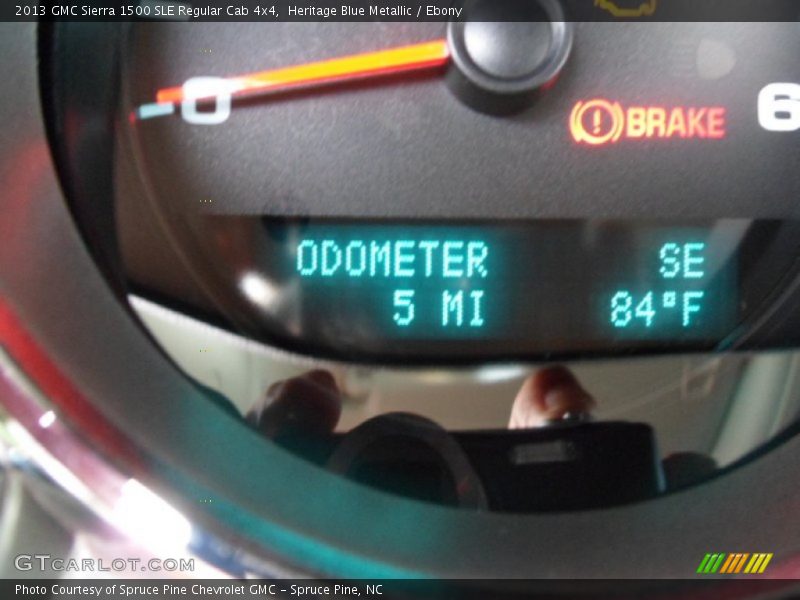 2013 GMC Sierra 1500 SLE Regular Cab 4x4, Heritage Blue Metallic / Ebony
0
BRAKE 6
ODOMETER SE
5 MI 84°F
GTcarlot.com
Photo Courtesy of Spruce Pine Chevrolet GMC – Spruce Pine, NC